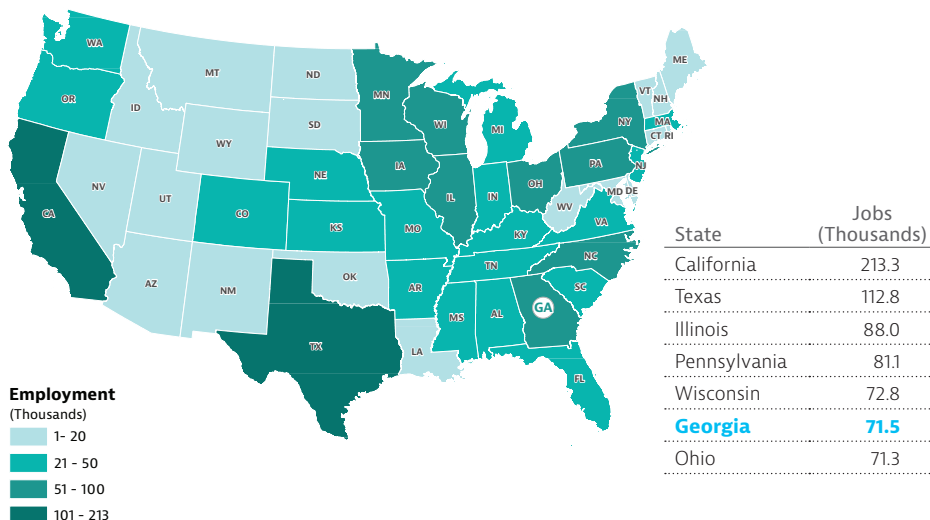 WA
OR
CA
ID
NV
MT
WY
UT
AZ
CO
NM
ND
SD
NE
KS
OK
TX
MN
IA
MO
AR
LA
WI
IL
MI
IN
OH
KY
TN
MS
AL
GA
FL
SC
NC
VA
WV
PA
NY
VT
NH
ME
MA
CT RI
NJ
MD DE
Employment
(Thousands)
1- 20
21 - 50
51 - 100
101 - 213
State Jobs (Thousands)
California 213.3
Texas 112.8
Illinois 88.0
Pennsylvania 81.1
Wisconsin 72.8
Georgia 71.5
Ohio 71.3